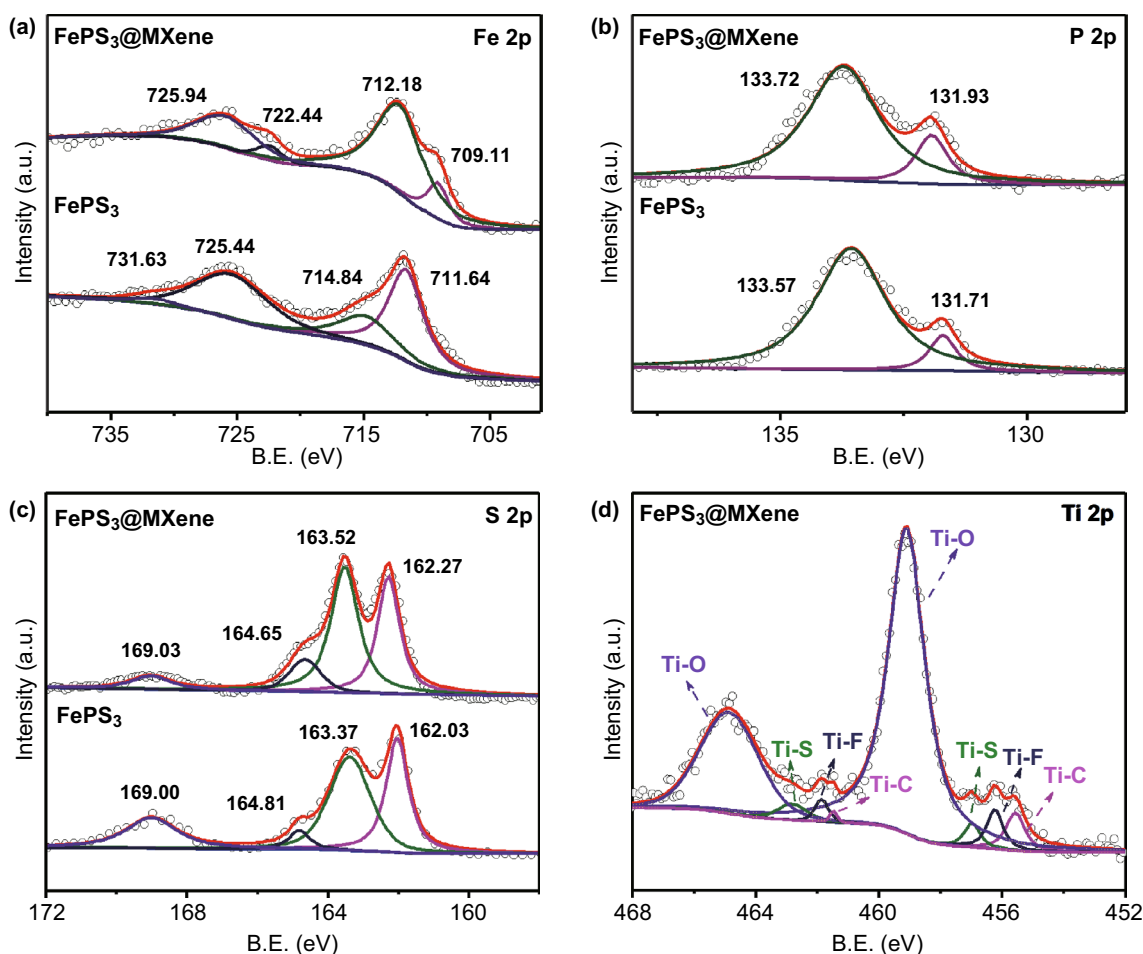 (a)
FePS3@MXene
Fe 2p
725.94
722.44
712.18
709.11
FePS3
731.63
725.44
714.84
711.64
Intensity (a.u.)
735
725
715
705
B.E. (eV)
(b)
FePS3@MXene
P 2p
133.72
131.93
FePS3
133.57
131.71
Intensity (a.u.)
135
130
B.E. (eV)
(c)
FePS3@MXene
S 2p
163.52
162.27
164.65
169.03
FePS3
163.37
162.03
169.00
164.81
Intensity (a.u.)
172
168
164
160
B.E. (eV)
(d)
FePS3@MXene
Ti 2p
Ti-O
Ti-O
Ti-S
Ti-F
Ti-C
Ti-S
Ti-F
Ti-C
Intensity (a.u.)
468
464
460
456
452
B.E. (eV)